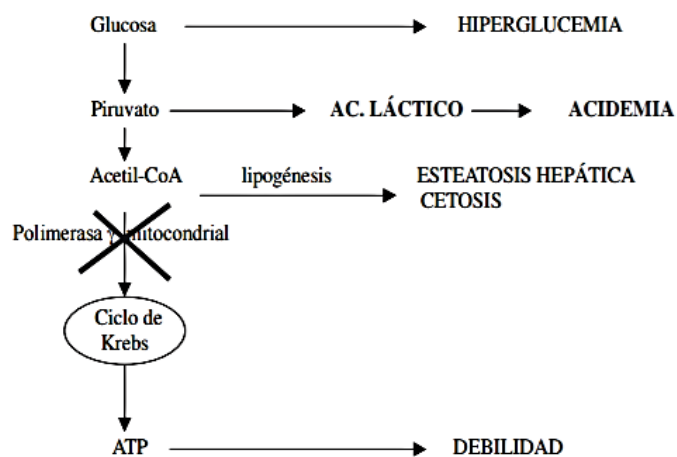 Glucosa HIPERGLUCEMIA
Piruvato AC. LÁCTICO ACIDEMIA
Acetil-CoA lipogénesis ESTEATOSIS HEPÁTICA
CETOSIS
Polimerasa γ mitocondrial
Ciclo de
Krebs
ATP DEBILIDAD